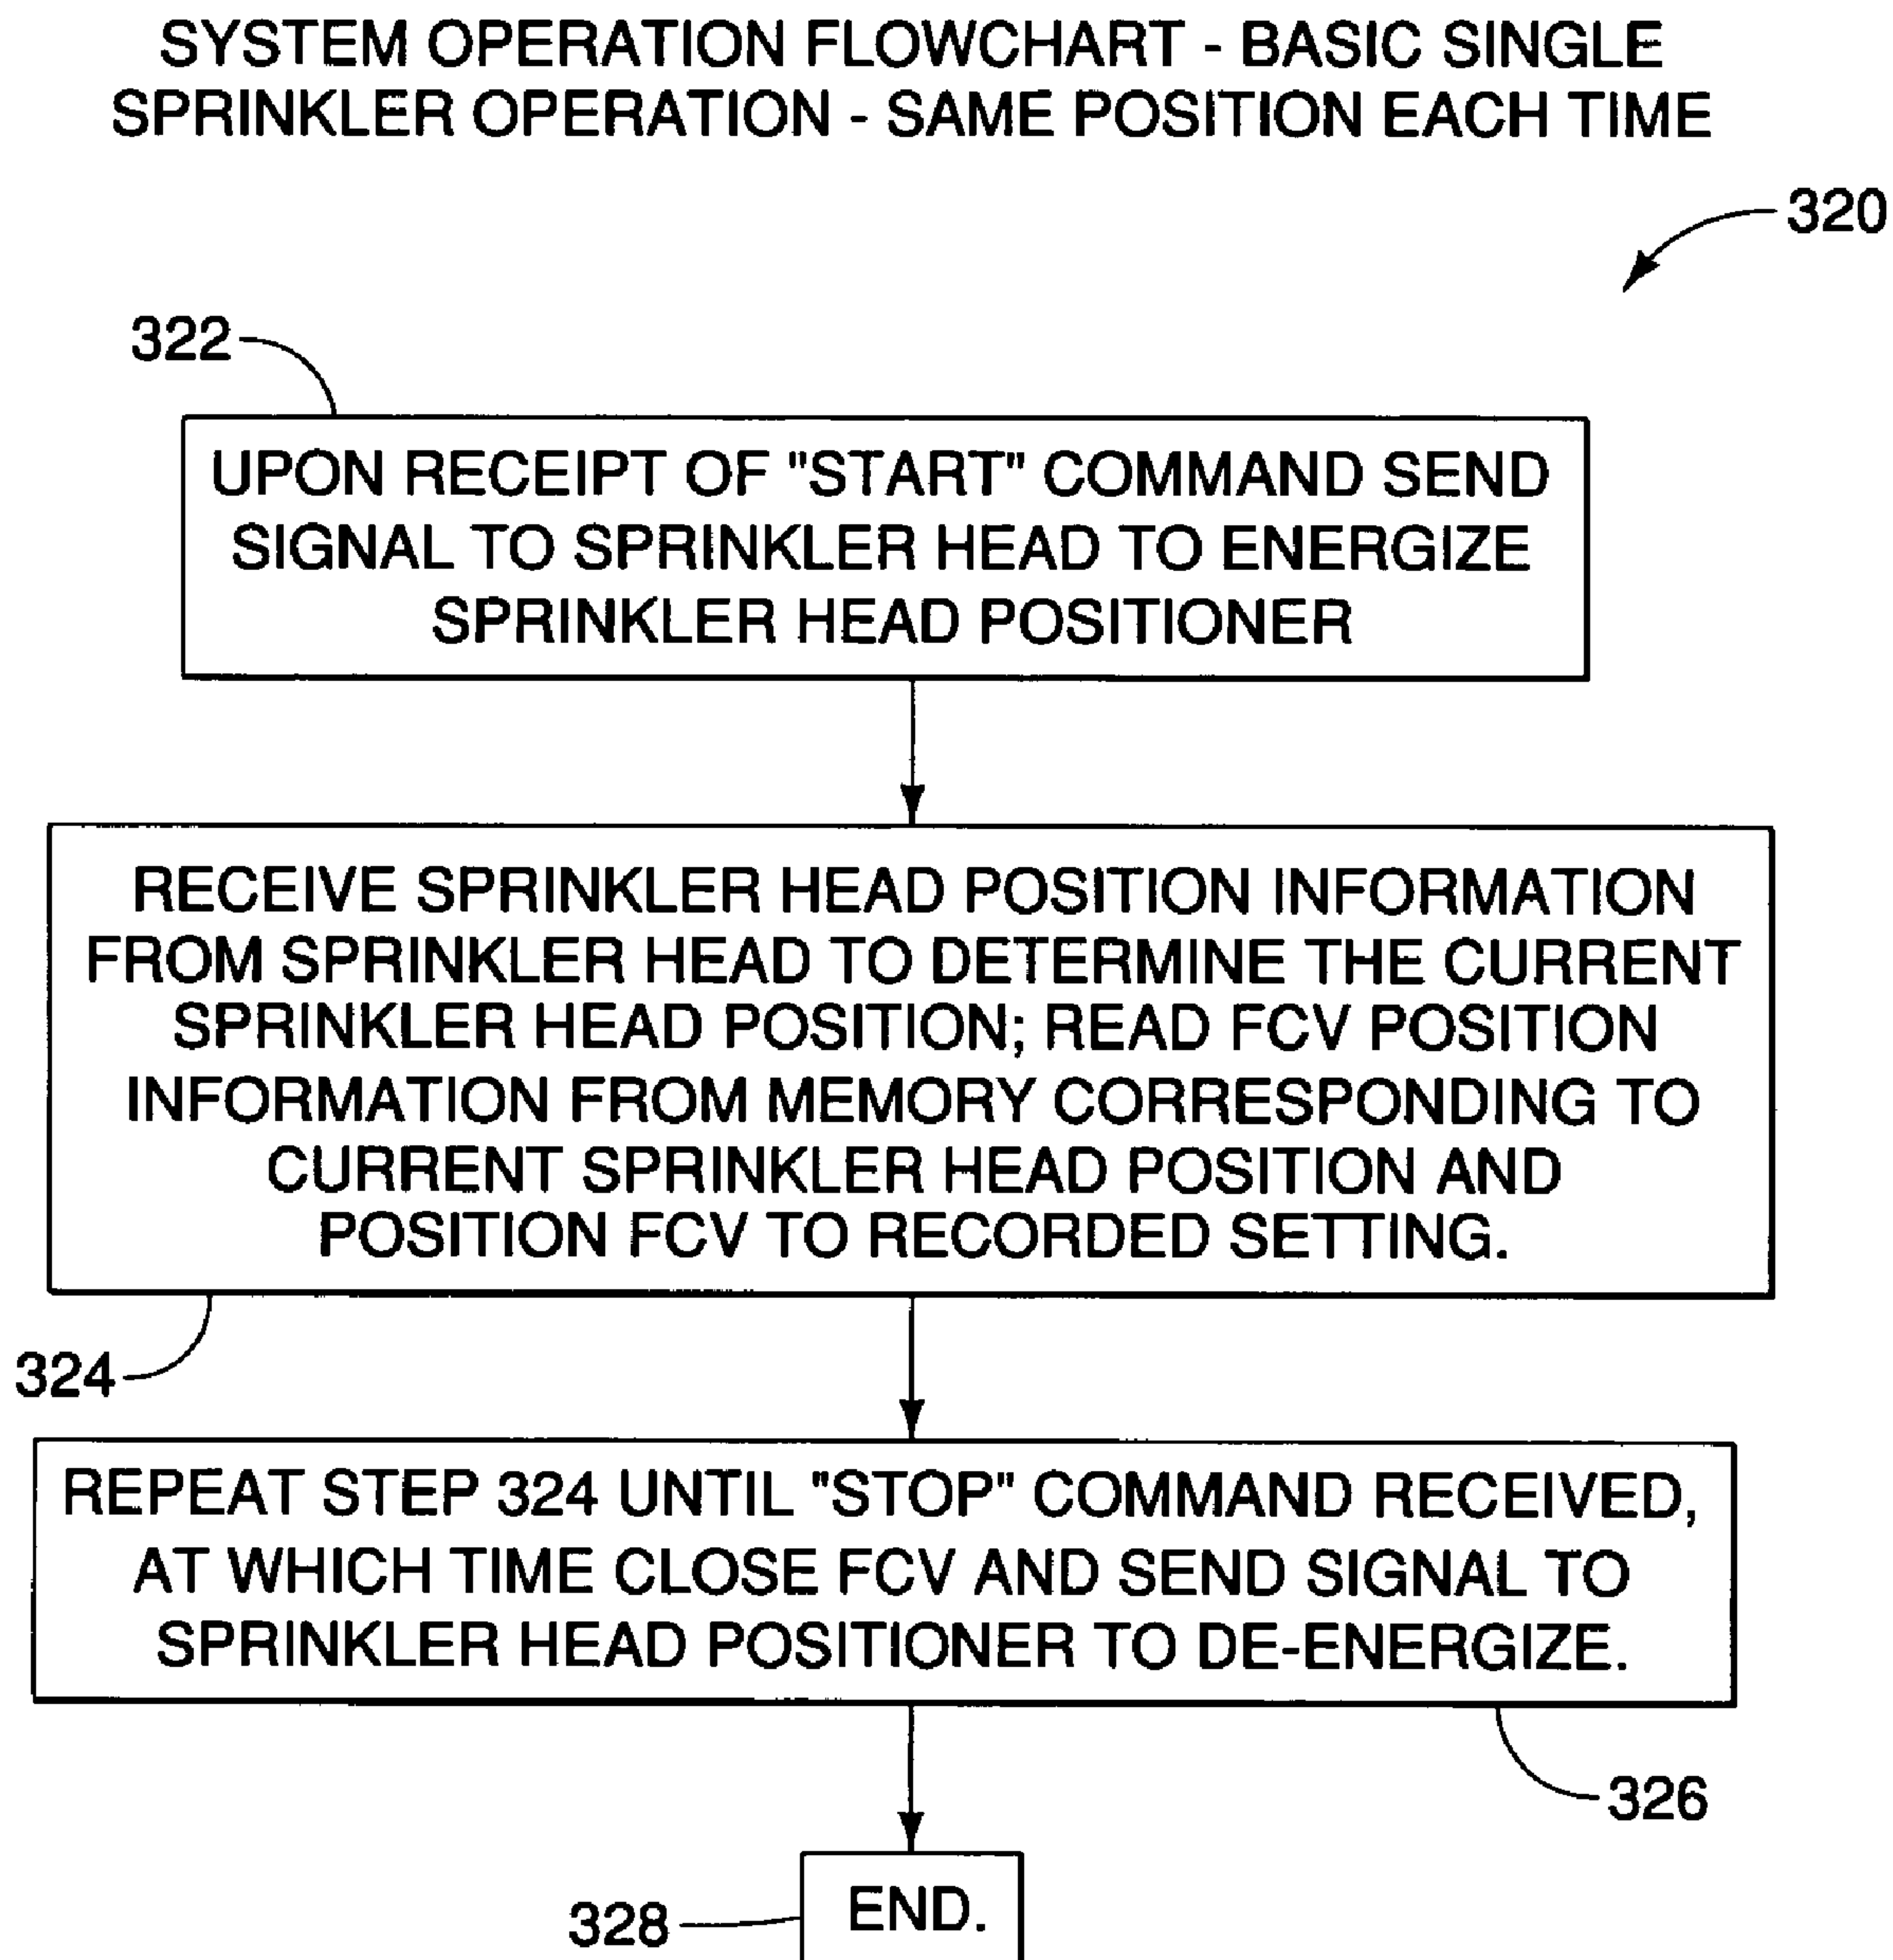 SYSTEM OPERATION FLOWCHART - BASIC SINGLE
SPRINKLER OPERATION - SAME POSITION EACH TIME
320
322
UPON RECEIPT OF "START" COMMAND SEND
SIGNAL TO SPRINKLER HEAD TO ENERGIZE
SPRINKLER HEAD POSITIONER
RECEIVE SPRINKLER HEAD POSITION INFORMATION
FROM SPRINKLER HEAD TO DETERMINE THE CURRENT
SPRINKLER HEAD POSITION; READ FCV POSITION
INFORMATION FROM MEMORY CORRESPONDING TO
CURRENT SPRINKLER HEAD POSITION AND
POSITION FCV TO RECORDED SETTING.
324
REPEAT STEP 324 UNTIL "STOP" COMMAND RECEIVED,
AT WHICH TIME CLOSE FCV AND SEND SIGNAL TO
SPRINKLER HEAD POSITIONER TO DE-ENERGIZE.
326
328
END.